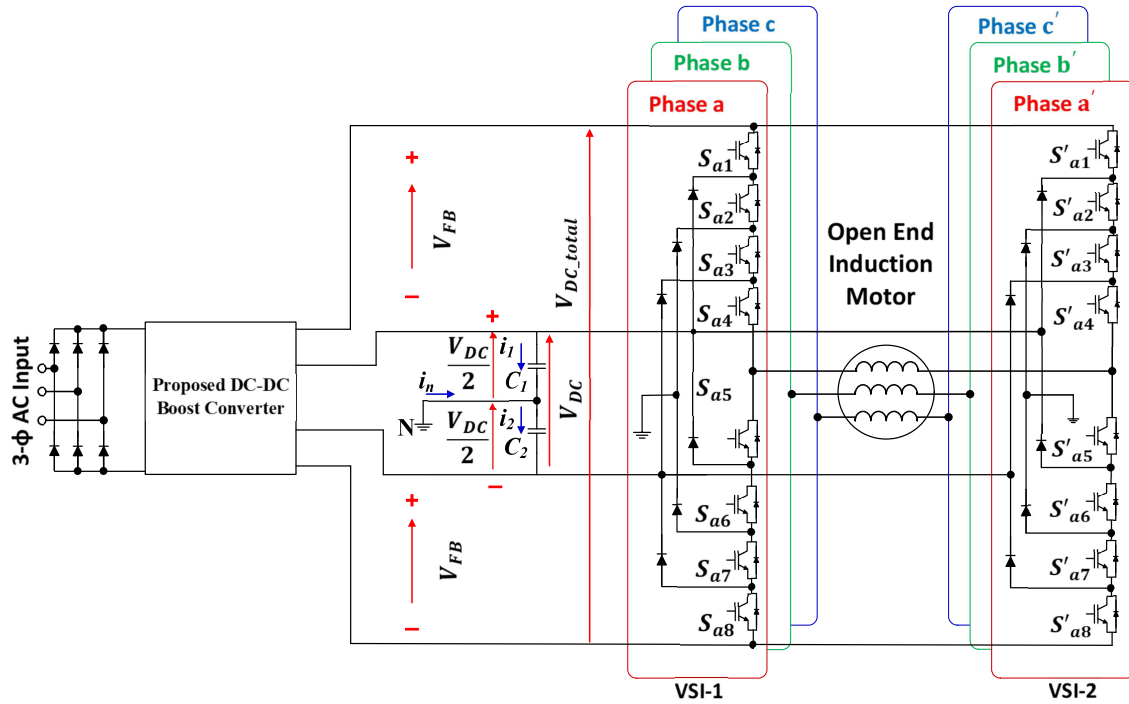 Phase c
Phase b
Phase a
Phase c′
Phase b′
Phase a′
+
V_FB
−
V_DC_total
S_a1
S_a2
S_a3
S_a4
S_a5
S_a6
S_a7
S_a8
Open End
Induction
Motor
S′_a1
S′_a2
S′_a3
S′_a4
S′_a5
S′_a6
S′_a7
S′_a8
3-ϕ AC Input
Proposed DC-DC
Boost Converter
+
V_DC
2
i_1
C_1
i_n
N
V_DC
2
i_2
C_2
−
V_DC
+
V_FB
−
VSI-1
VSI-2